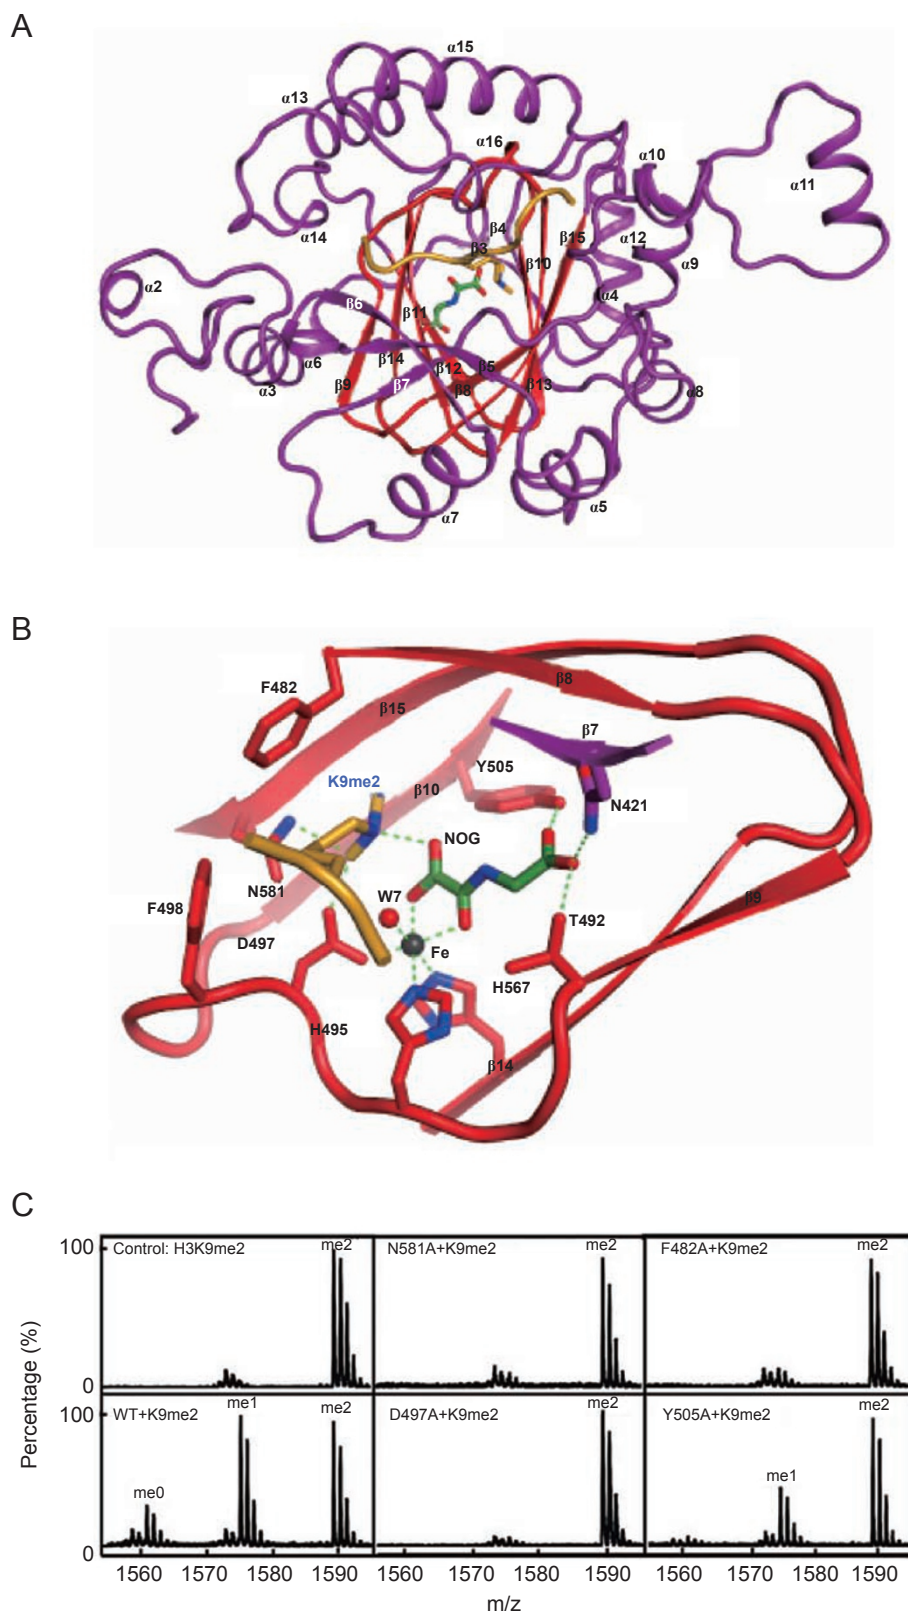 A
α15
α13
α16
α10
α11
α14
β4
β3
β15
α12
β10
α9
α2
α4
β6
β11
α6
β14
β5
α3
β12
β9
β7
β8
β13
α8
α7
α5
B
F482
β8
β15
β7
Y505
K9me2
β10
N421
NOG
N581
W7
β9
F498
T492
D497
Fe
H567
H495
β14
C
100
Control: H3K9me2
me2
N581A+K9me2
me2
F482A+K9me2
me2
0
100
WT+K9me2
me1
me2
D497A+K9me2
me2
Y505A+K9me2
me2
me0
me1
0
Percentage (%)
1560 1570 1580 1590 1560 1570 1580 1590 1560 1570 1580 1590
m/z